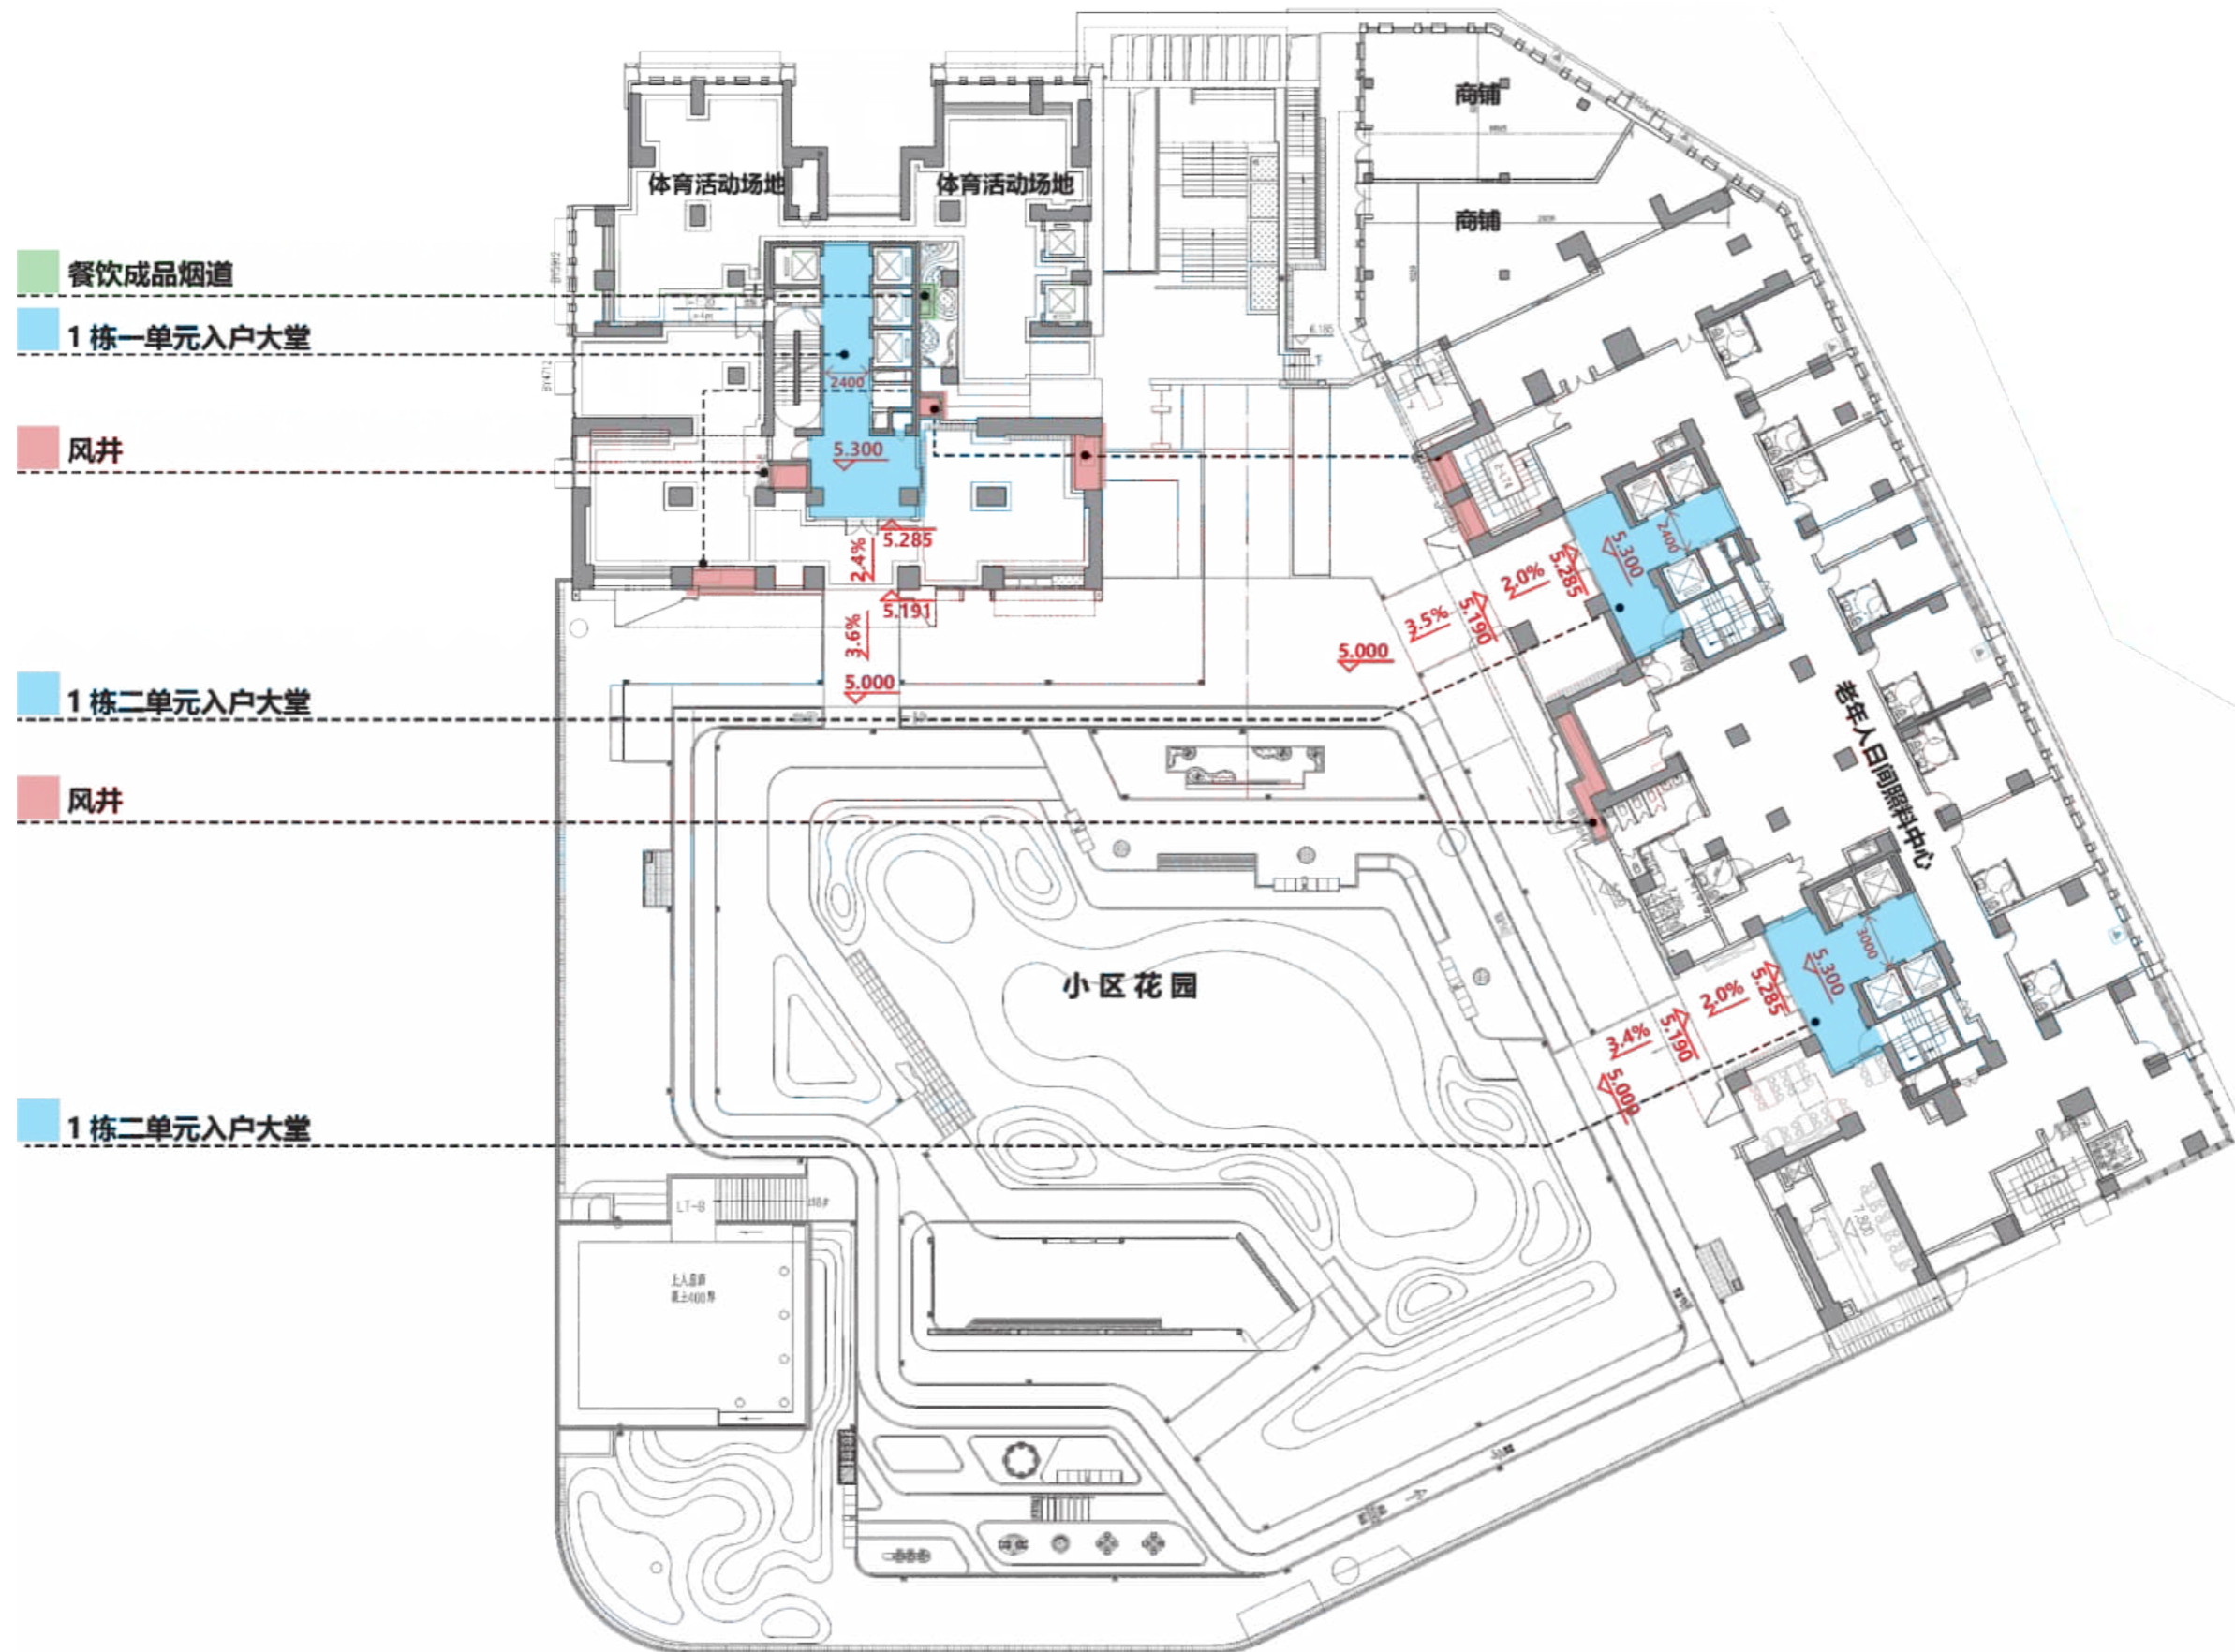 商铺
体育活动场地
体育活动场地
商铺
餐饮成品烟道
1栋一单元入户大堂
6.185
BY4712
2400
风井
5.300
5.285
2.4%
5.191
3.6%
5.000
2400
5.300
5.285
2.0%
5.190
3.5%
5.000
1栋二单元入户大堂
老年人日间照料中心
风井
小区花园
3000
5.300
5.285
2.0%
5.190
3.4%
5.000
1栋二单元入户大堂
LT-B
7.800